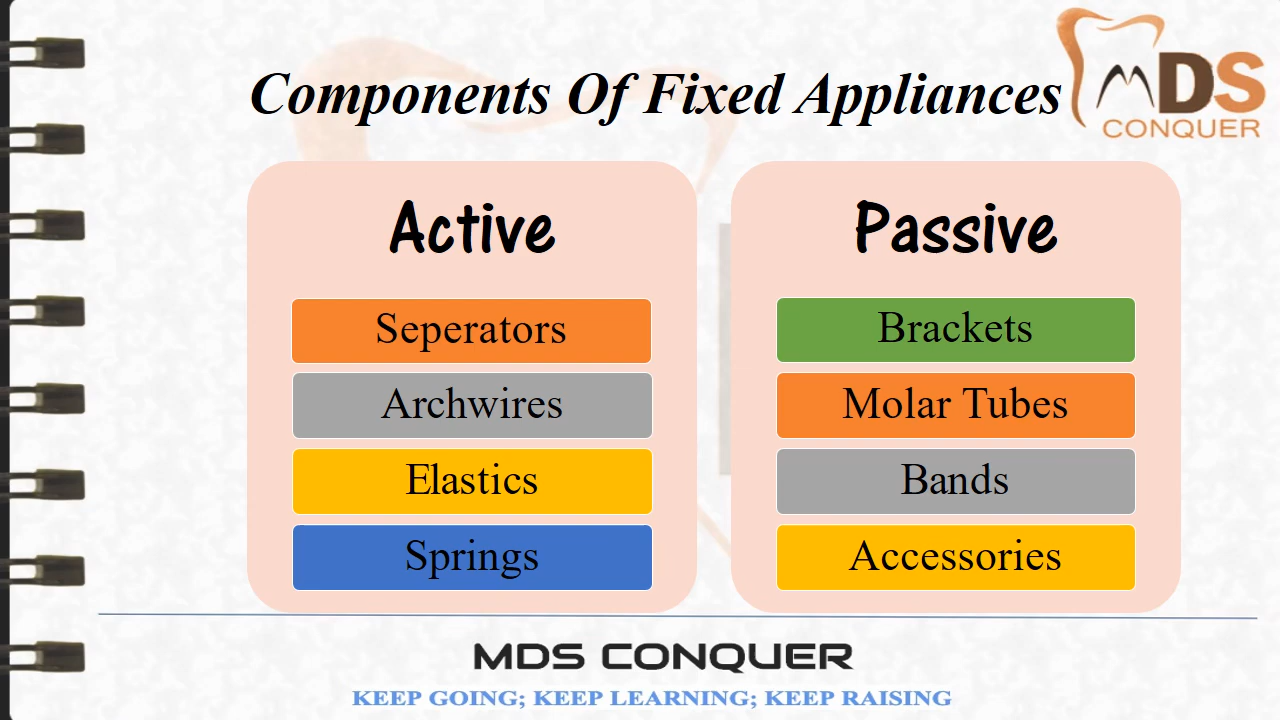 Components Of Fixed Appliances
MDS
CONQUER
Active
Seperators
Archwires
Elastics
Springs
Passive
Brackets
Molar Tubes
Bands
Accessories
MDS CONQUER
KEEP GOING; KEEP LEARNING; KEEP RAISING